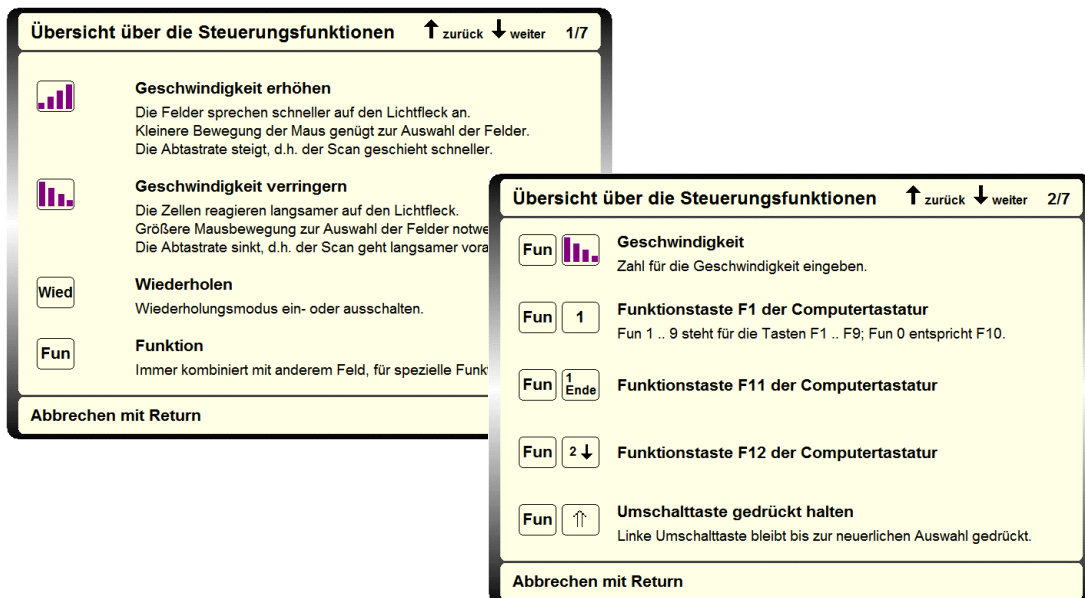 Übersicht über die Steuerungsfunktionen ↑ zurück ↓ weiter 1/7
Geschwindigkeit erhöhen
Die Felder sprechen schneller auf den Lichtfleck an.
Kleinere Bewegung der Maus genügt zur Auswahl der Felder.
Die Abtastrate steigt, d.h. der Scan geschieht schneller.
Geschwindigkeit verringern
Die Zellen reagieren langsamer auf den Lichtfleck.
Größere Mausbewegung zur Auswahl der Felder
Die Abtastrate sinkt, d.h. der Scan geht langsamer
Wied Wiederholen
Wiederholungsmodus ein- oder ausschalten.
Fun Funktion
Immer kombiniert mit anderem Feld, für spezielle
Abbrechen mit Return
Übersicht über die Steuerungsfunktionen ↑ zurück ↓ weiter 2/7
Fun Geschwindigkeit
Zahl für die Geschwindigkeit eingeben.
Fun 1 Funktionstaste F1 der Computertastatur
Fun 1 .. 9 steht für die Tasten F1 .. F9; Fun 0 entspricht F10.
Fun 1 Ende Funktionstaste F11 der Computertastatur
Fun 2 ↓ Funktionstaste F12 der Computertastatur
Fun ⇑ Umschalttaste gedrückt halten
Linke Umschalttaste bleibt bis zur neuerlichen Auswahl gedrückt.
Abbrechen mit Return